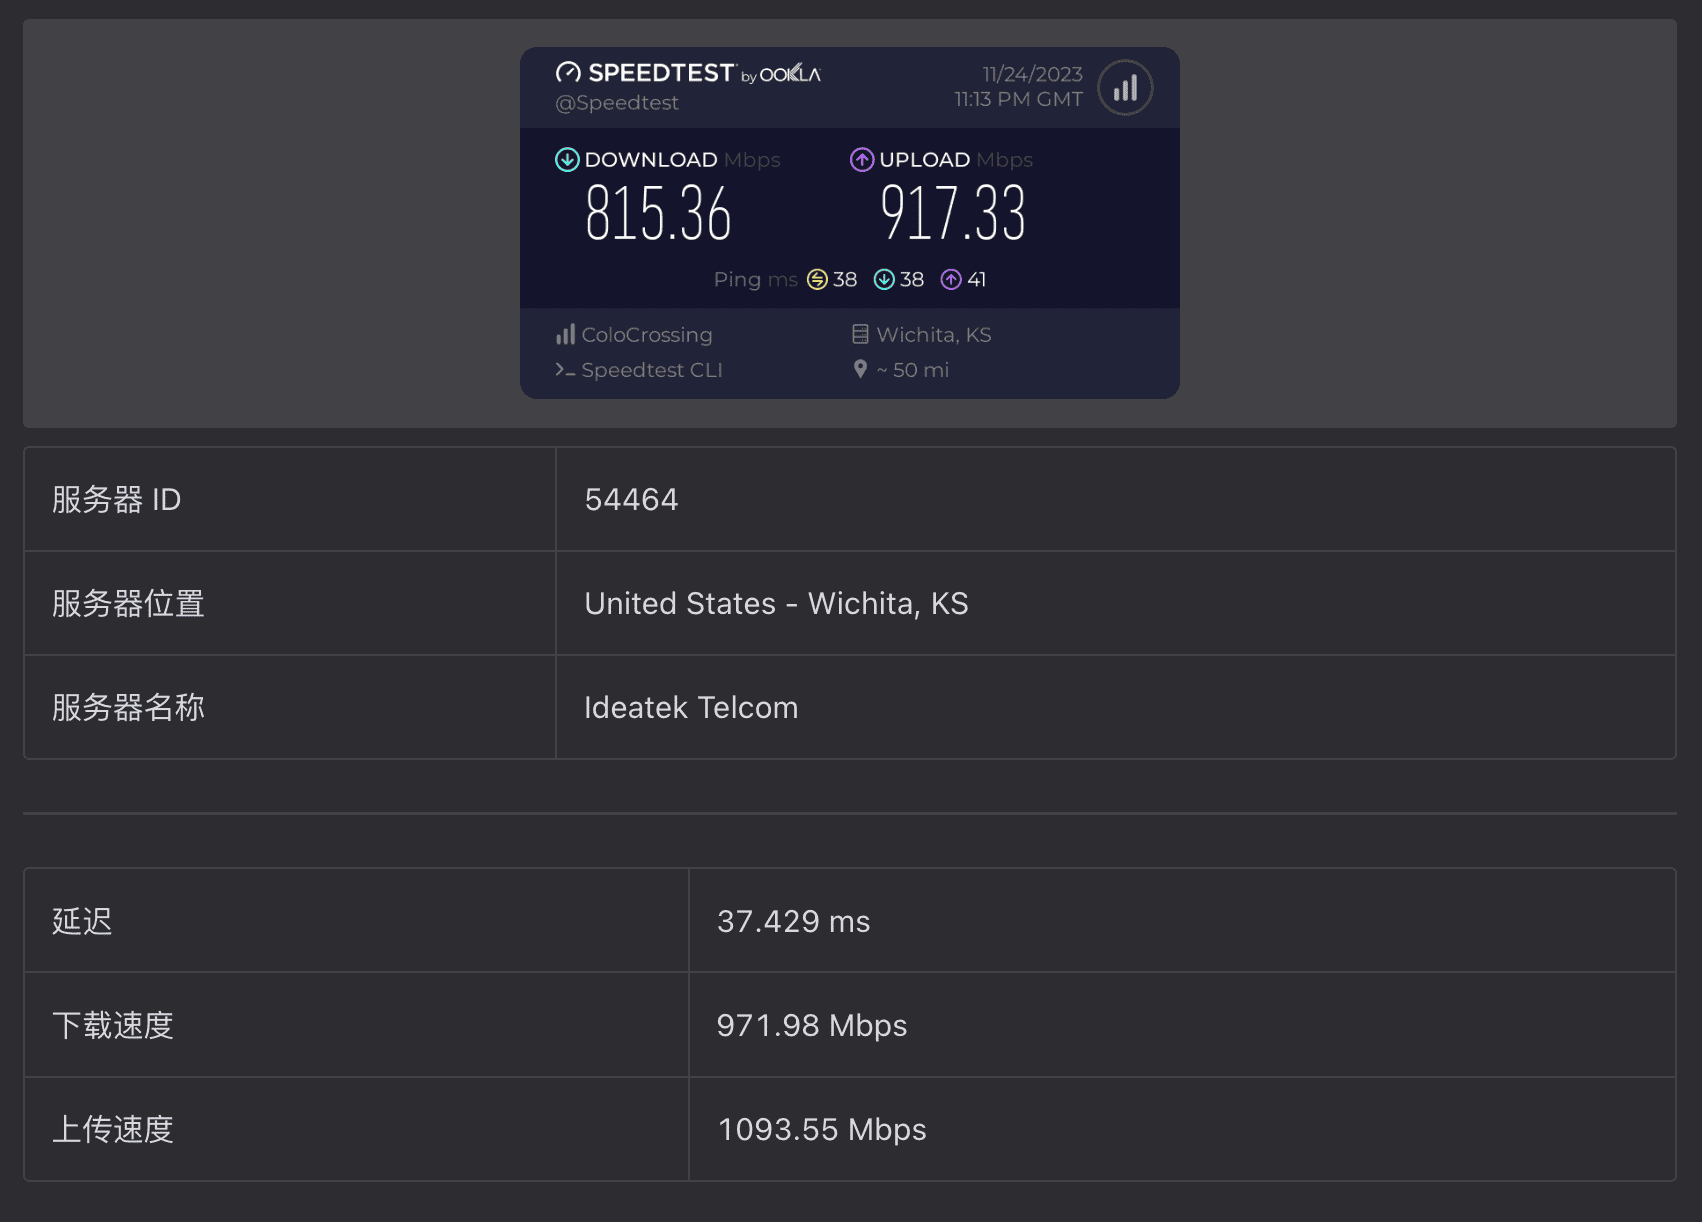 SPEEDTEST by OOKLA
@Speedtest
11/24/2023
11:13 PM GMT
DOWNLOAD Mbps
815.36
UPLOAD Mbps
917.33
Ping ms 38 38 41
ColoCrossing
Wichita, KS
Speedtest CLI
~ 50 mi
服务器 ID 54464
服务器位置 United States - Wichita, KS
服务器名称 Ideatek Telcom
延迟 37.429 ms
下载速度 971.98 Mbps
上传速度 1093.55 Mbps